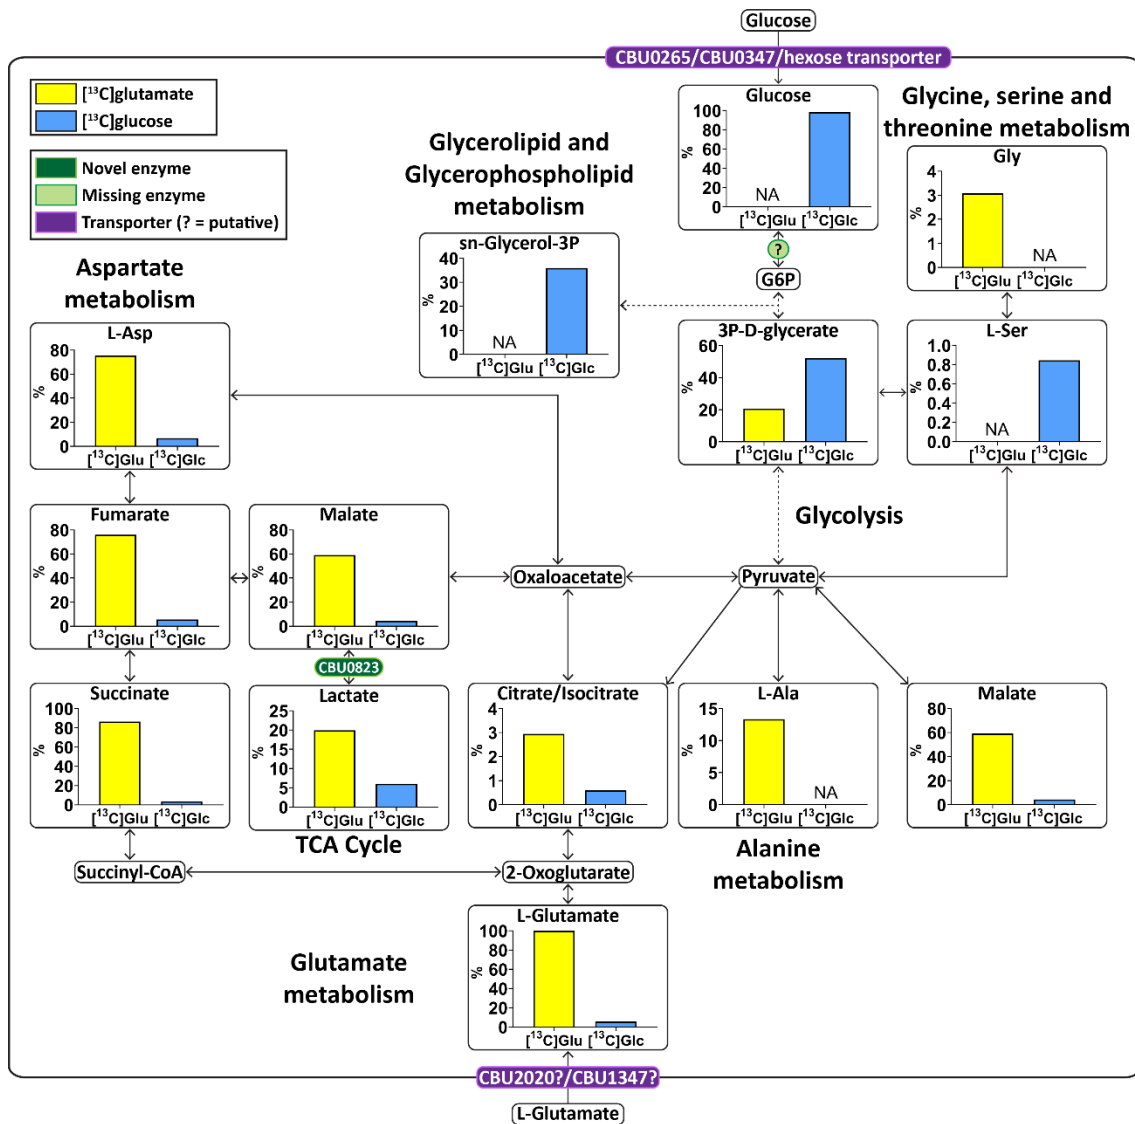 Glucose
CBU0265/CBU0347/hexose transporter
[¹³C]glutamate
[¹³C]glucose
Novel enzyme
Missing enzyme
Transporter (? = putative)
Glucose
100
80
60
40
20
0
%
NA
[¹³C]Glu [¹³C]Glc
Glycine, serine and
threonine metabolism
Gly
4
3
2
1
0
%
NA
[¹³C]Glu [¹³C]Glc
Glycerolipid and
Glycerophospholipid
metabolism
sn-Glycerol-3P
50
40
30
20
10
0
%
NA
[¹³C]Glu [¹³C]Glc
?
G6P
Aspartate
metabolism
L-Asp
80
60
40
20
0
%
[¹³C]Glu [¹³C]Glc
3P-D-glycerate
60
40
20
0
%
[¹³C]Glu [¹³C]Glc
L-Ser
1.0
0.8
0.6
0.4
0.2
0.0
%
NA
[¹³C]Glu [¹³C]Glc
Fumarate
80
60
40
20
0
%
[¹³C]Glu [¹³C]Glc
Malate
80
60
40
20
0
%
[¹³C]Glu [¹³C]Glc
Glycolysis
Oxaloacetate
Pyruvate
CBU0823
Succinate
100
80
60
40
20
0
%
[¹³C]Glu [¹³C]Glc
Lactate
25
20
15
10
5
0
%
[¹³C]Glu [¹³C]Glc
Citrate/Isocitrate
4
3
2
1
0
%
[¹³C]Glu [¹³C]Glc
L-Ala
15
10
5
0
%
NA
[¹³C]Glu [¹³C]Glc
Malate
80
60
40
20
0
%
[¹³C]Glu [¹³C]Glc
TCA Cycle
Alanine
metabolism
Succinyl-CoA
2-Oxoglutarate
Glutamate
metabolism
L-Glutamate
100
80
60
40
20
0
%
[¹³C]Glu [¹³C]Glc
CBU2020?/CBU1347?
L-Glutamate